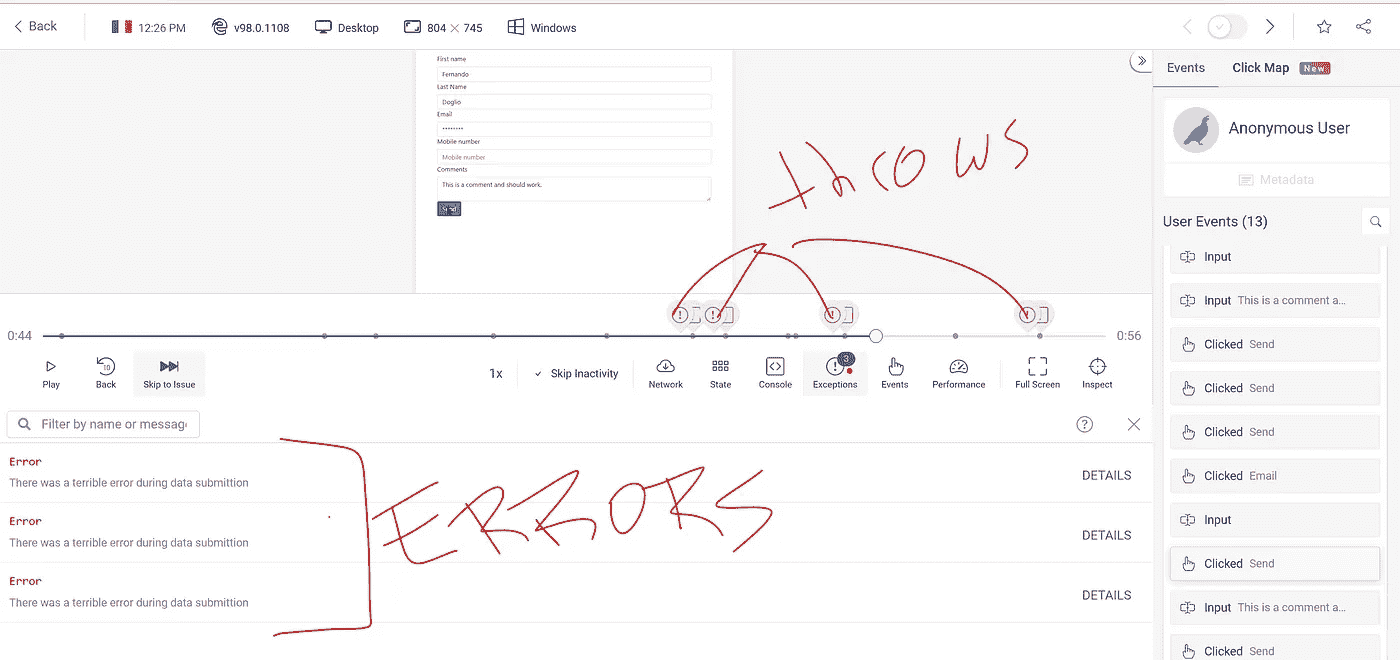 Back
12:26 PM
v98.0.1108
Desktop
804 × 745
Windows
First name
Fernando
Last Name
Doglio
Email
********
Mobile number
Mobile number
Comments
This is a comment and should work.
Send
throws
Events
Click Map New
Anonymous User
Metadata
User Events (13)
Input
Input This is a comment a...
Clicked Send
Clicked Send
Clicked Send
Clicked Email
Input
Clicked Send
Input This is a comment a...
Clicked Send
0:44
0:56
Play
10
Back
Skip to Issue
1x
Skip Inactivity
Network
State
Console
3
Exceptions
Events
Performance
Full Screen
Inspect
Filter by name or messag
Error
There was a terrible error during data submittion
DETAILS
Error
There was a terrible error during data submittion
DETAILS
Error
There was a terrible error during data submittion
DETAILS
ERRORS